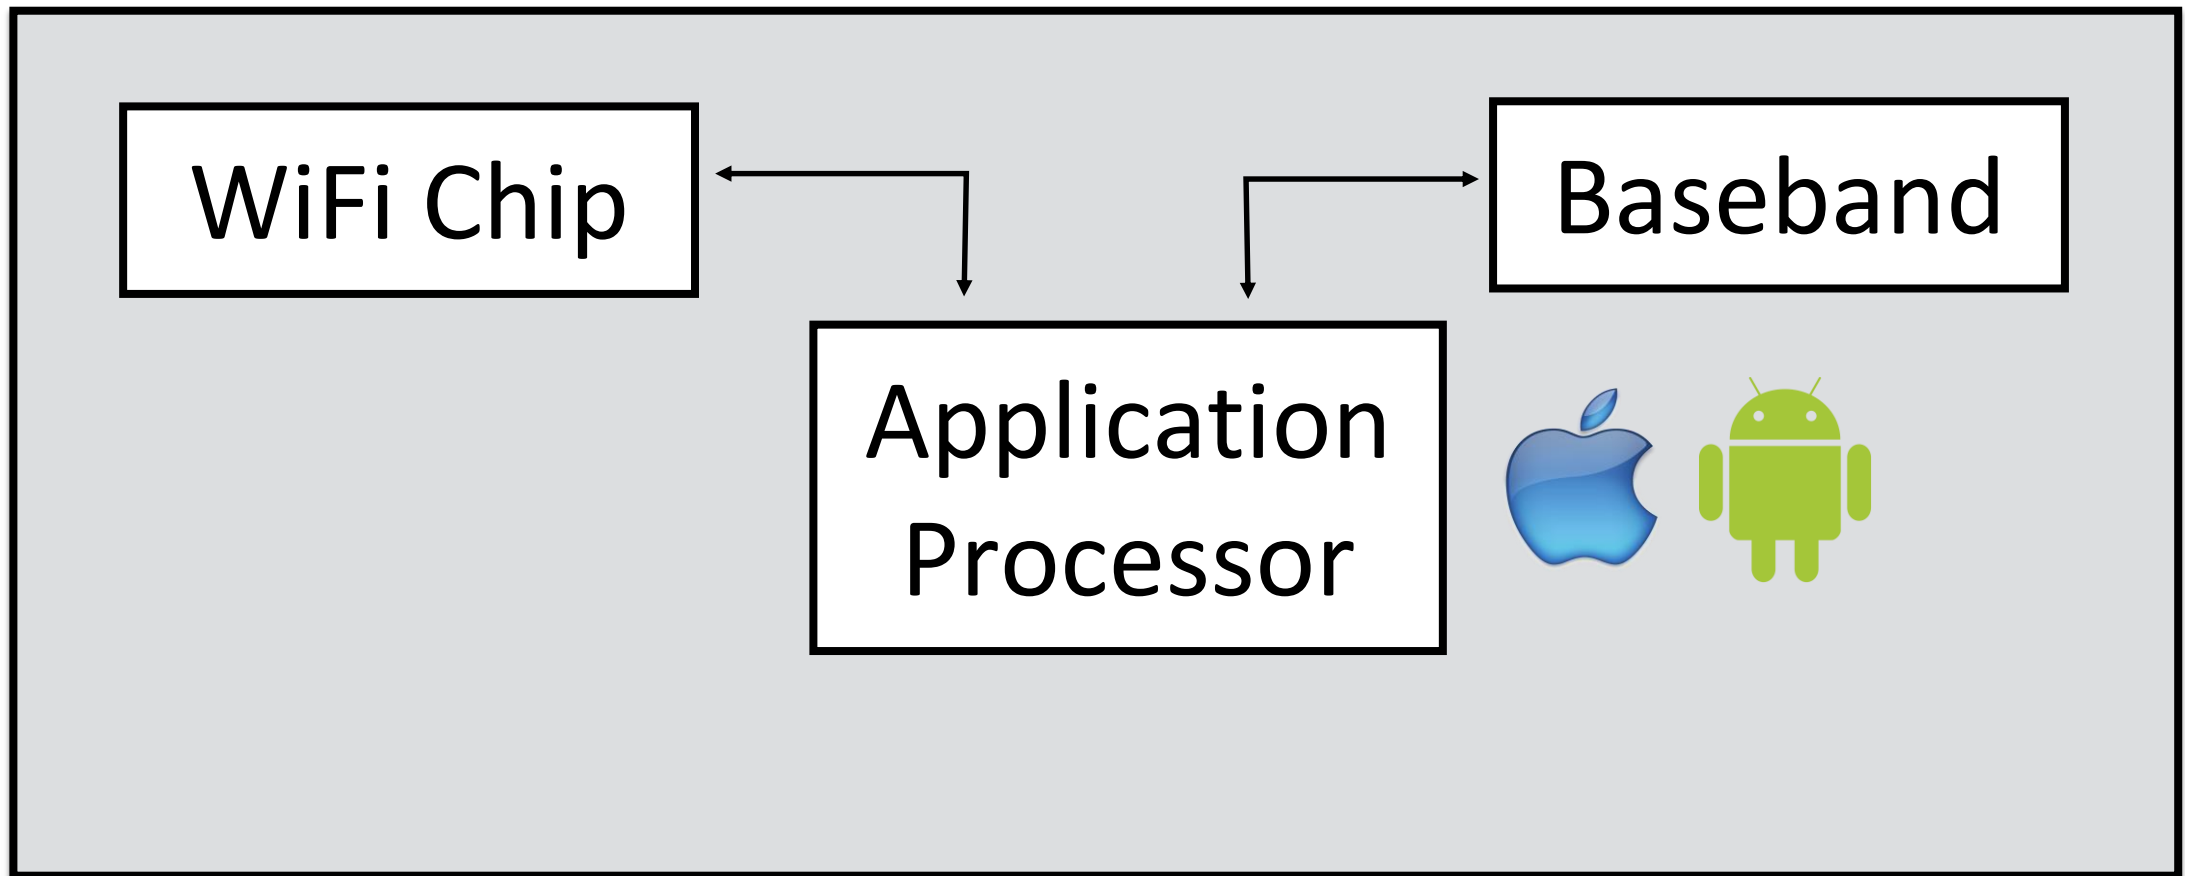 WiFi Chip
Baseband
Application
Processor